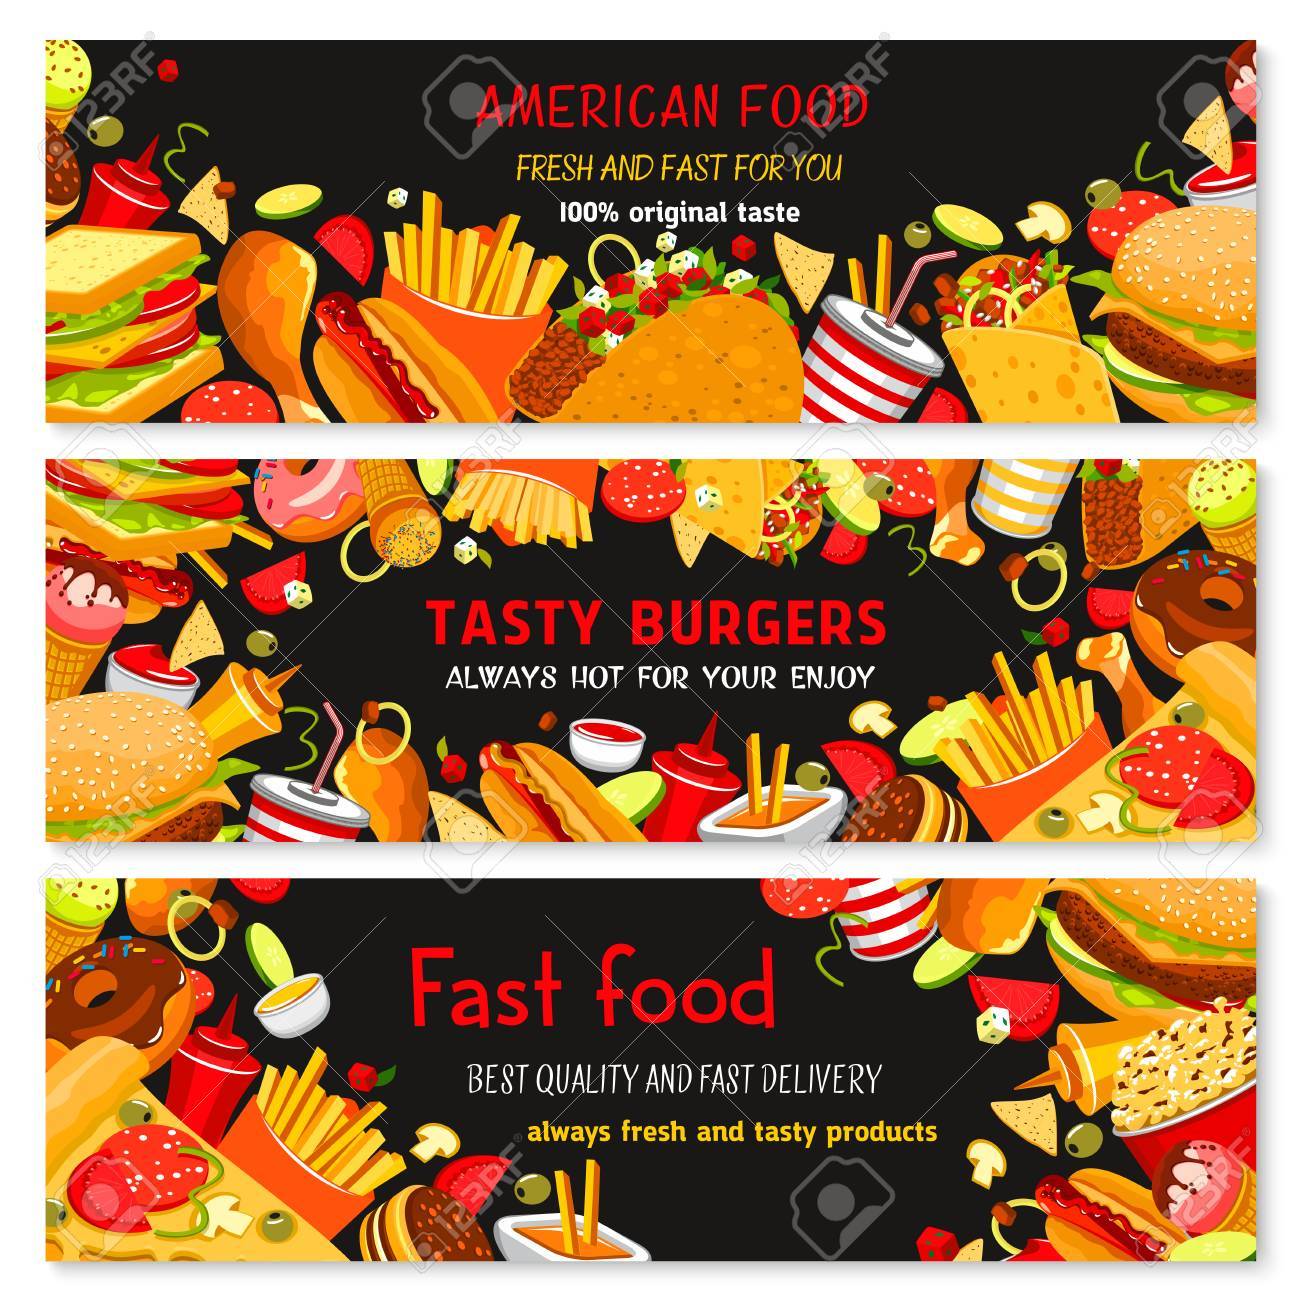 AMERICAN FOOD
FRESH AND FAST FOR YOU
100% original taste
TASTY BURGERS
ALWAYS HOT FOR YOUR ENJOY
Fast food
BEST QUALITY AND FAST DELIVERY
always fresh and tasty products
123RF